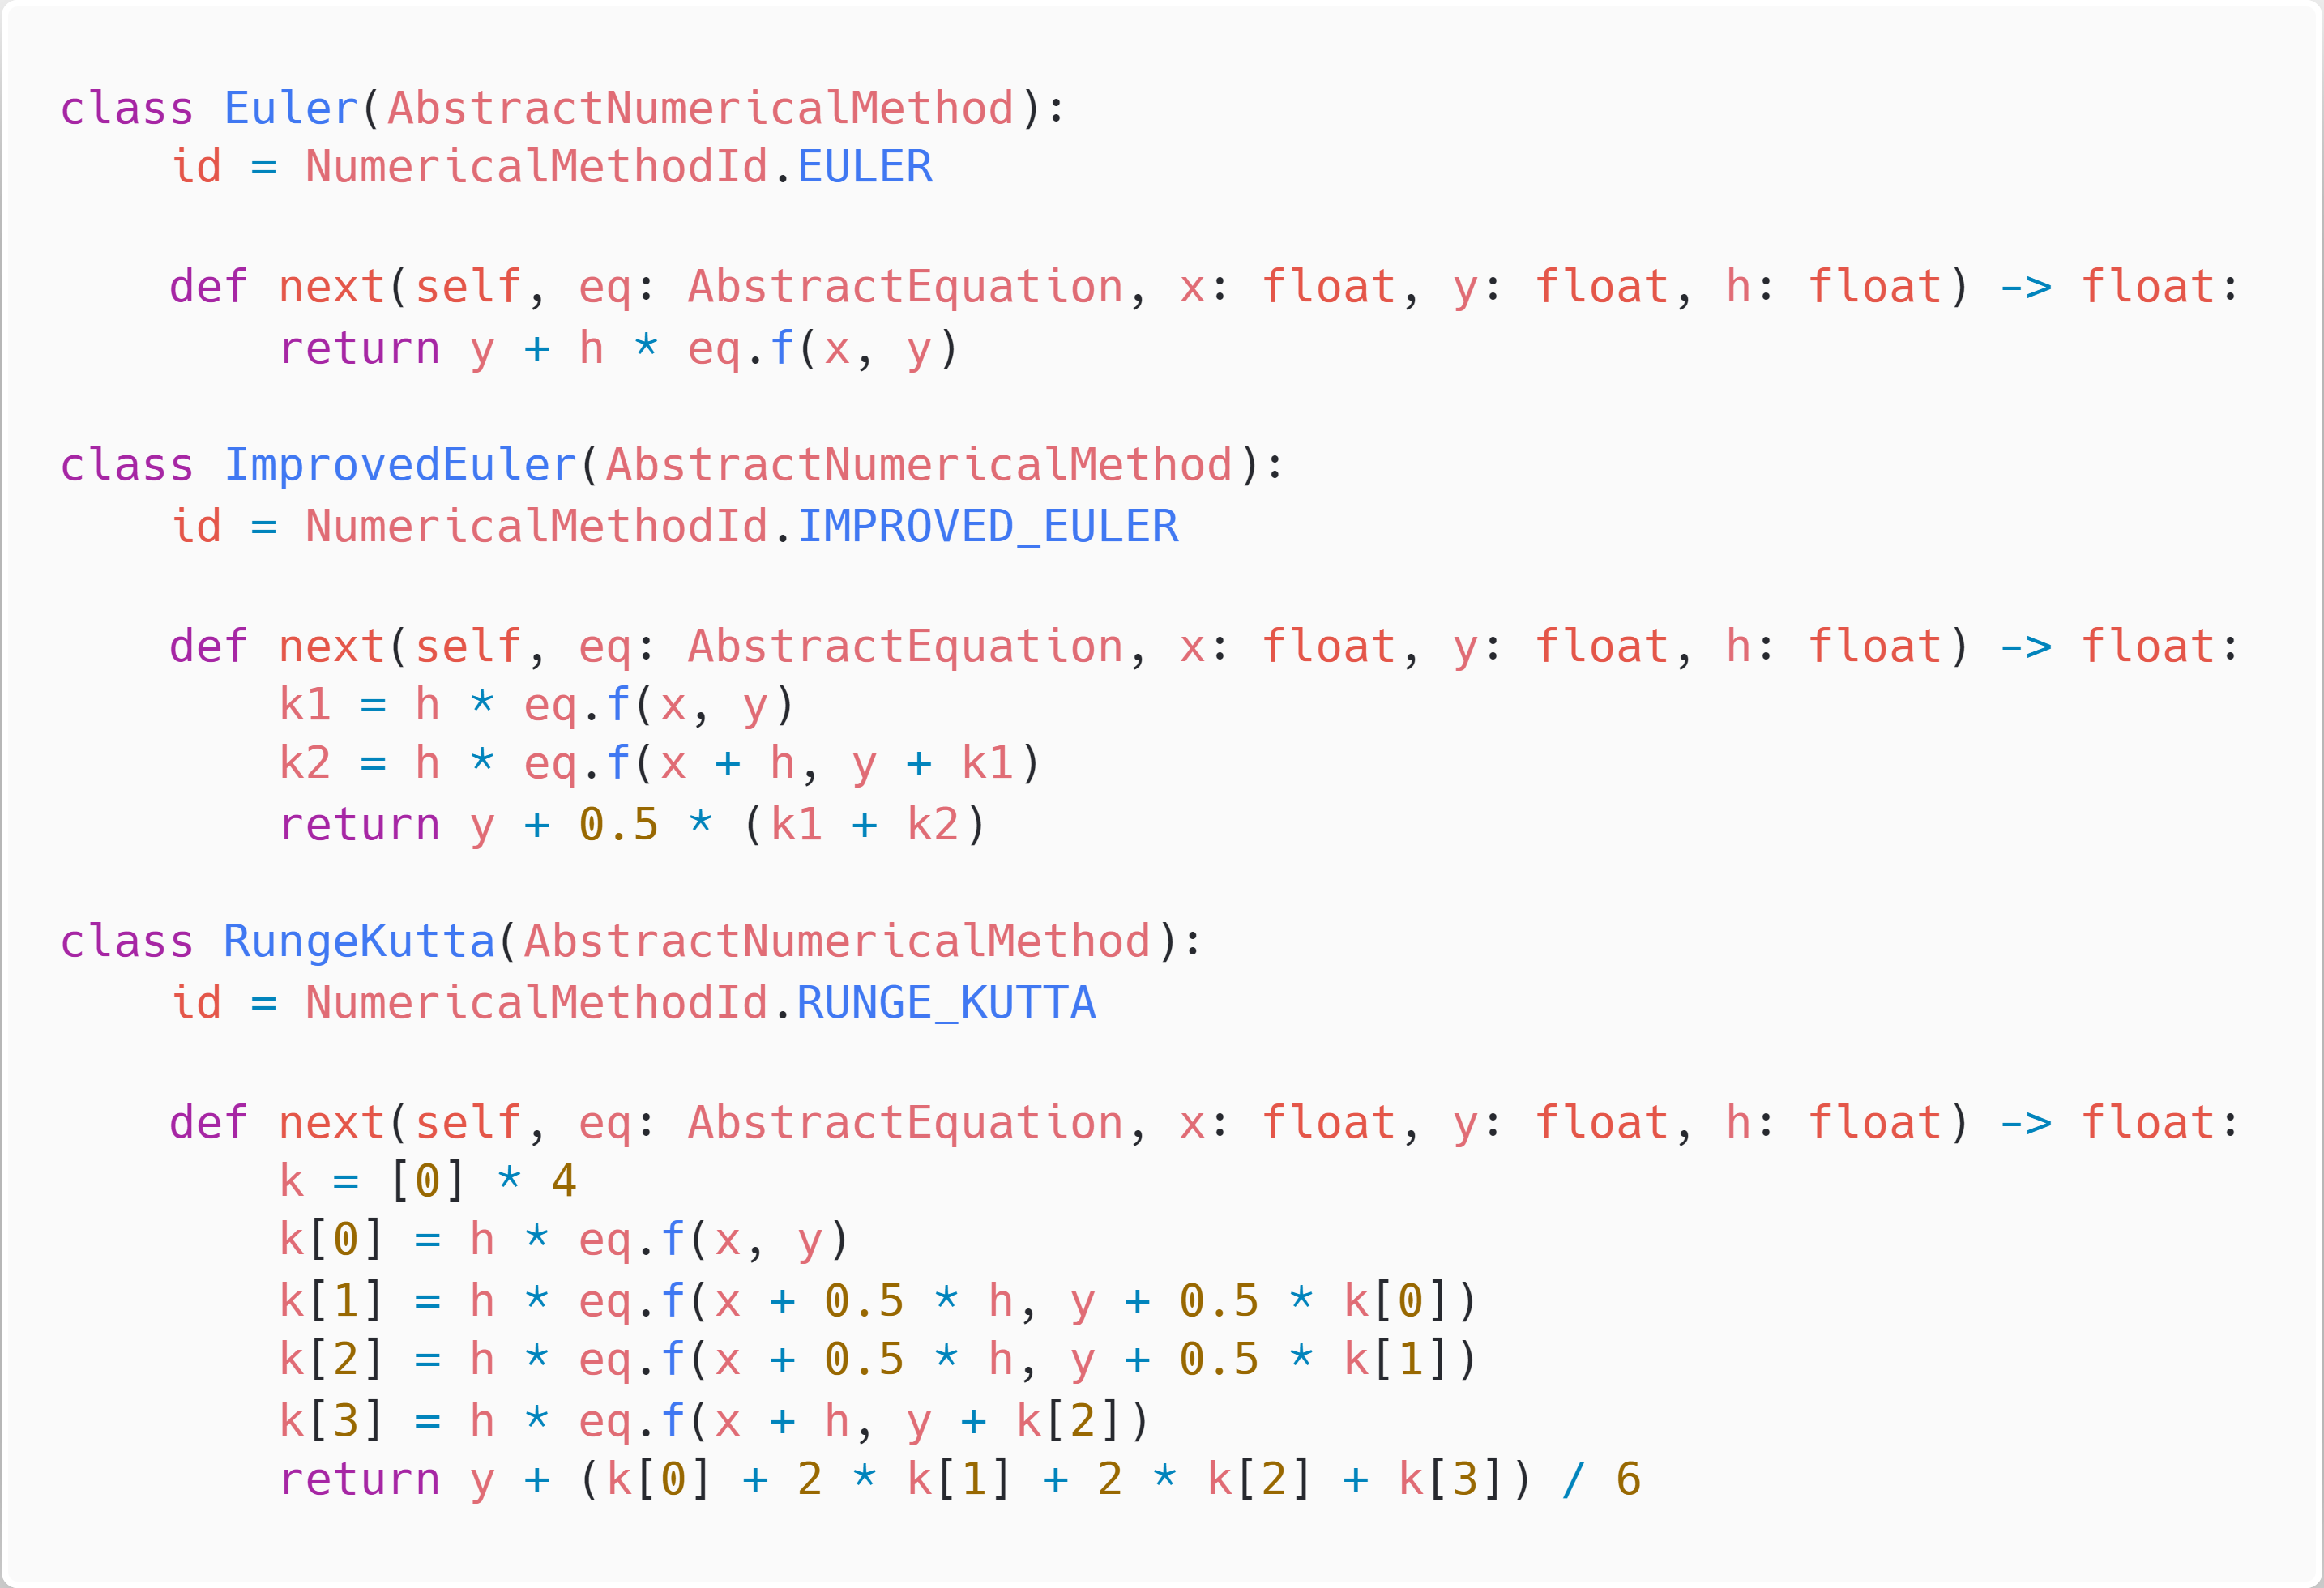 class Euler(AbstractNumericalMethod):
    id = NumericalMethodId.EULER

    def next(self, eq: AbstractEquation, x: float, y: float, h: float) -> float:
        return y + h * eq.f(x, y)

class ImprovedEuler(AbstractNumericalMethod):
    id = NumericalMethodId.IMPROVED_EULER

    def next(self, eq: AbstractEquation, x: float, y: float, h: float) -> float:
        k1 = h * eq.f(x, y)
        k2 = h * eq.f(x + h, y + k1)
        return y + 0.5 * (k1 + k2)

class RungeKutta(AbstractNumericalMethod):
    id = NumericalMethodId.RUNGE_KUTTA

    def next(self, eq: AbstractEquation, x: float, y: float, h: float) -> float:
        k = [0] * 4
        k[0] = h * eq.f(x, y)
        k[1] = h * eq.f(x + 0.5 * h, y + 0.5 * k[0])
        k[2] = h * eq.f(x + 0.5 * h, y + 0.5 * k[1])
        k[3] = h * eq.f(x + h, y + k[2])
        return y + (k[0] + 2 * k[1] + 2 * k[2] + k[3]) / 6